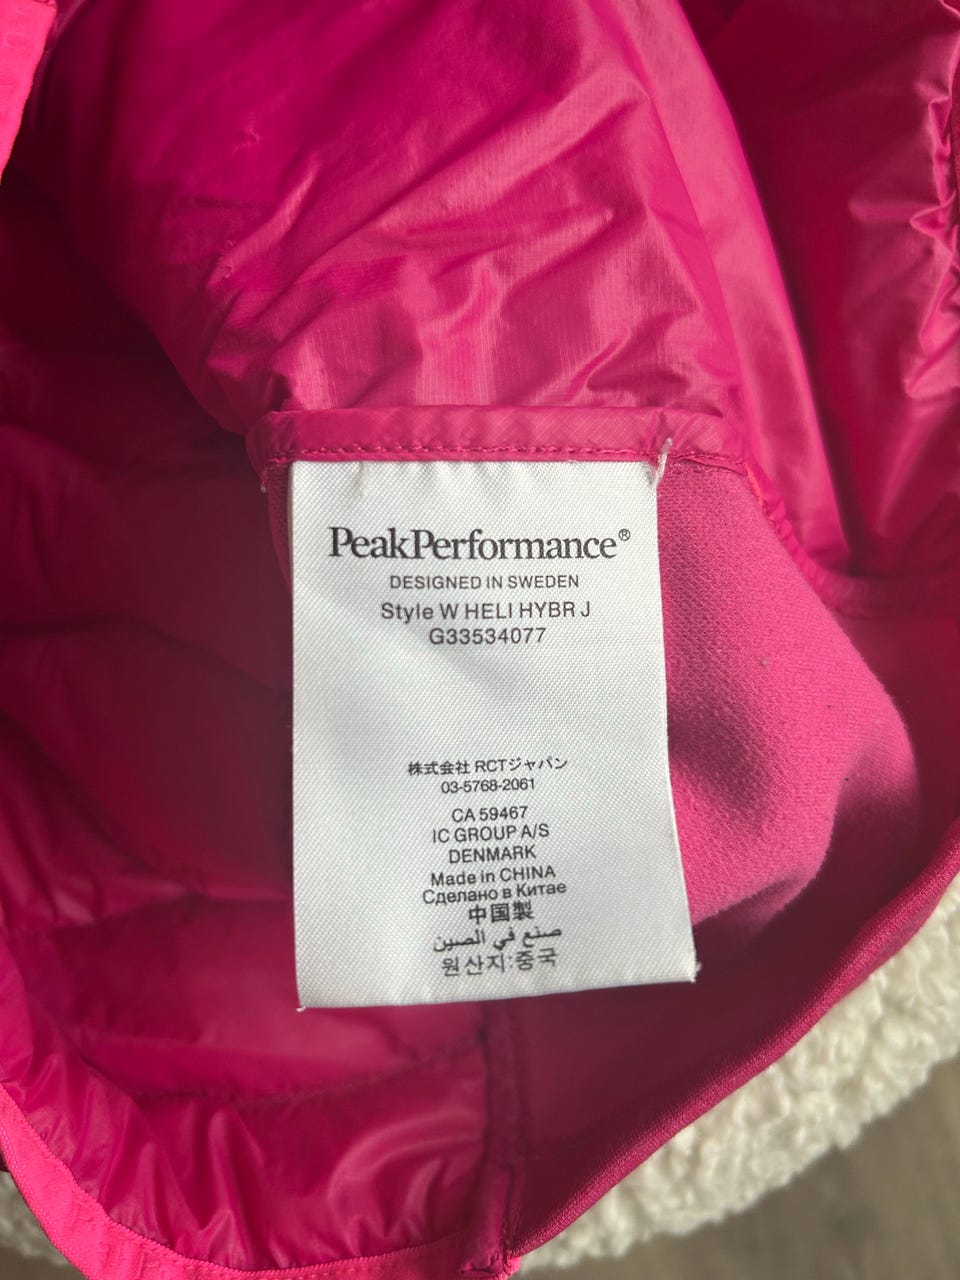 PeakPerformance®
DESIGNED IN SWEDEN
Style W HELI HYBR J
G33534077
株式会社 RCTジャパン
03-5768-2061
CA 59467
IC GROUP A/S
DENMARK
Made in CHINA
Сделано в Китае
中国製
صنع في الصين
원산지:중국